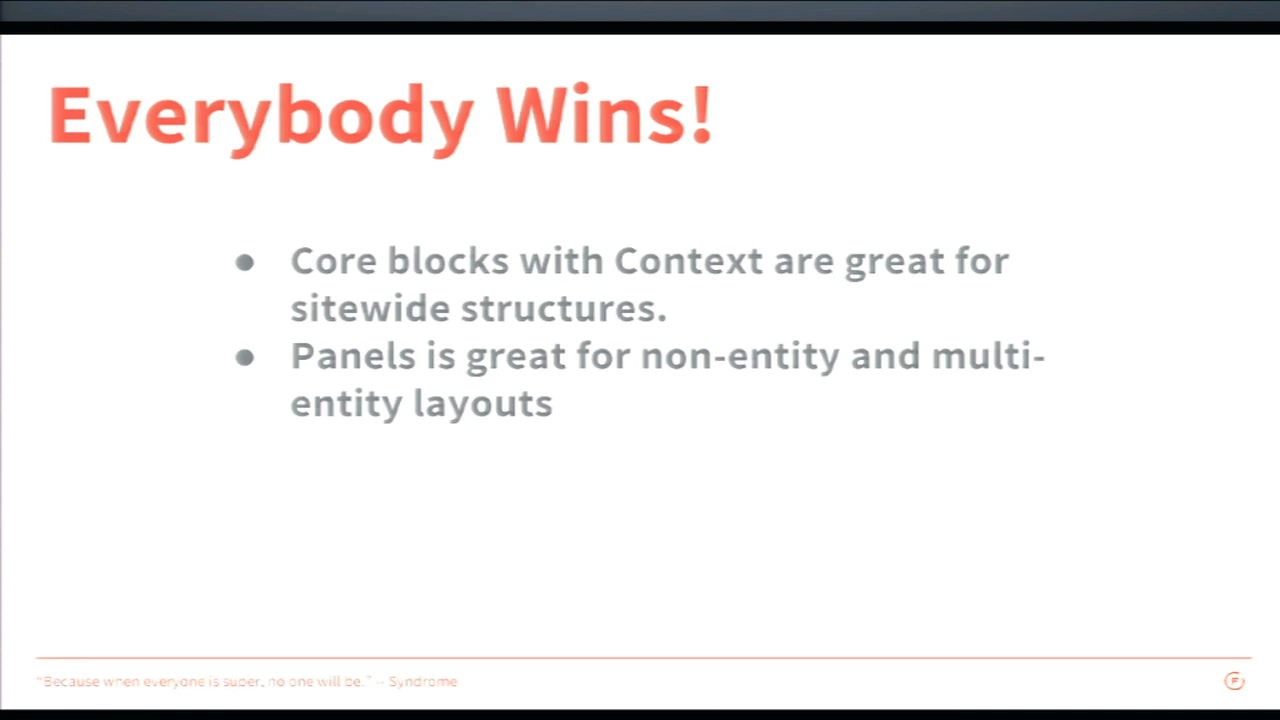 Everybody Wins!
● Core blocks with Context are great for
sitewide structures.
● Panels is great for non-entity and multi-
entity layouts
“Because when everyone is super, no one will be.” – Syndrome
F